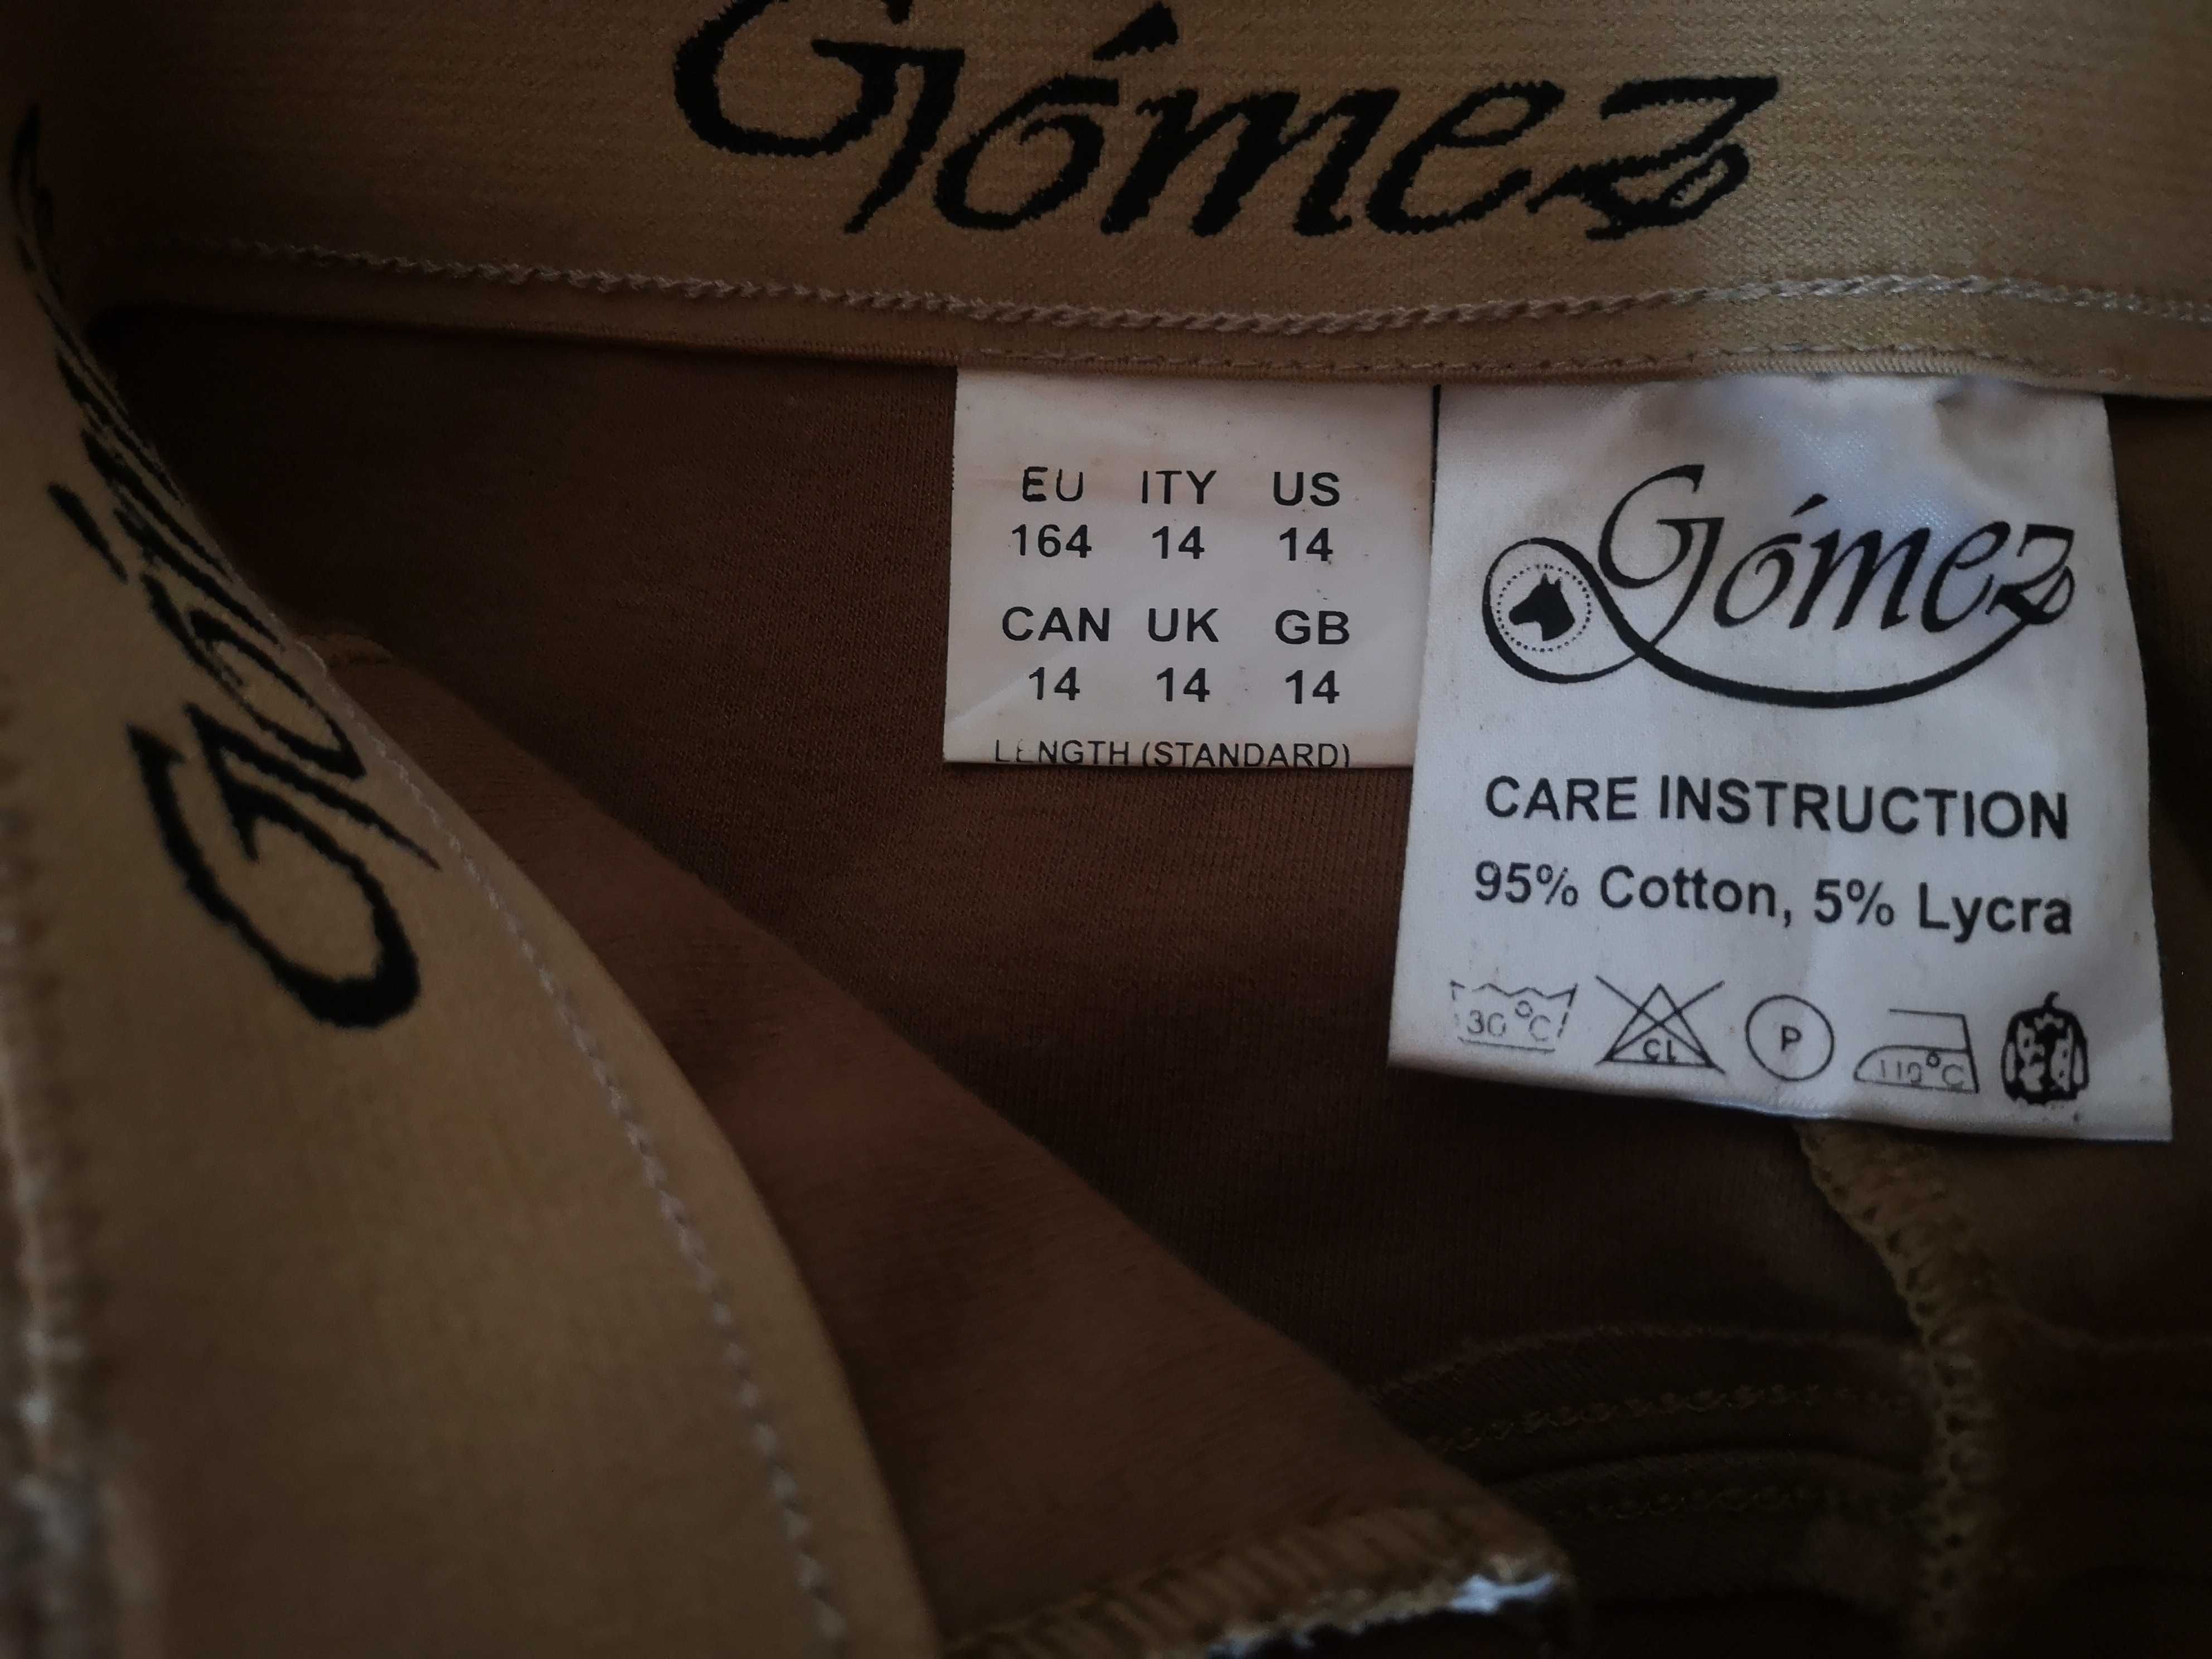 Gómez
Gómez
EU ITY US
164 14 14
CAN UK GB
14 14 14
LENGTH (STANDARD)
Gómez
CARE INSTRUCTION
95% Cotton, 5% Lycra
30°C CL P 110°C